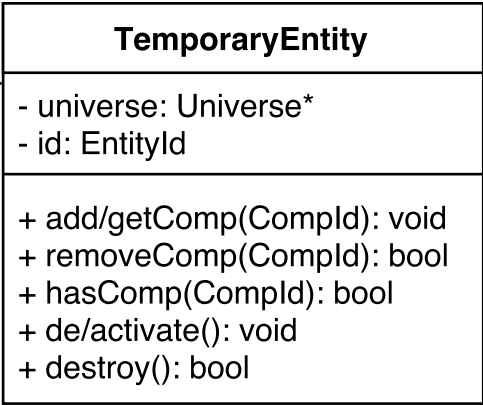 TemporaryEntity
- universe: Universe*
- id: EntityId
+ add/getComp(CompId): void
+ removeComp(CompId): bool
+ hasComp(CompId): bool
+ de/activate(): void
+ destroy(): bool